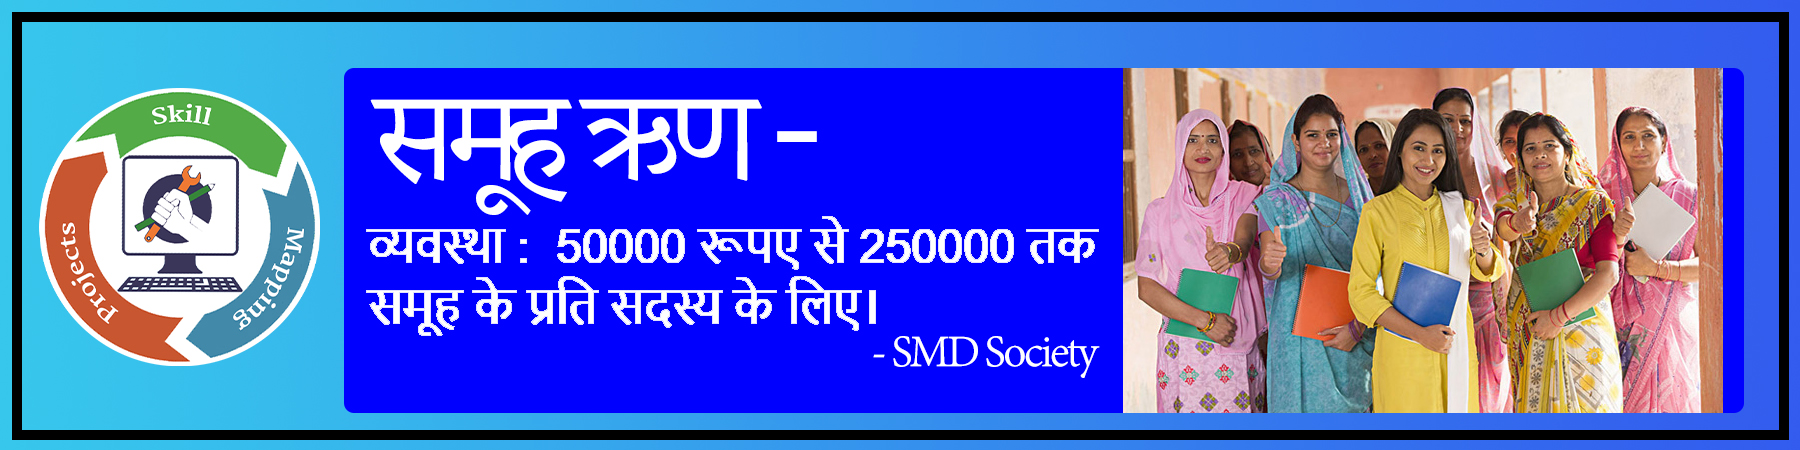 Skill
Mapping
Projects
समूह ऋण -
व्यवस्था : 50000 रूपए से 250000 तक
समूह के प्रति सदस्य के लिए।
- SMD Society